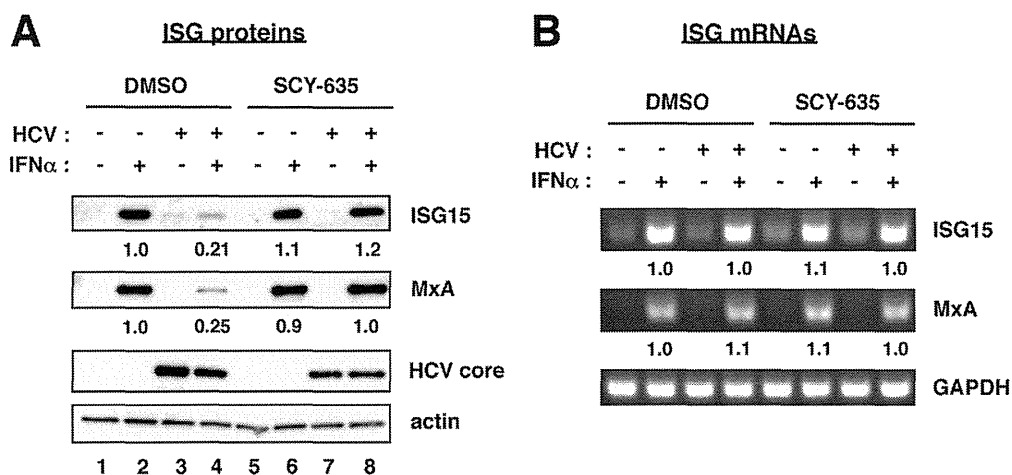 A
ISG proteins
DMSO SCY-635
HCV : - - + + - - + +
IFNα : - + - + - + - +
ISG15
1.0 0.21 1.1 1.2
MxA
1.0 0.25 0.9 1.0
HCV core
actin
1 2 3 4 5 6 7 8
B
ISG mRNAs
DMSO SCY-635
HCV : - - + + - - + +
IFNα : - + - + - + - +
ISG15
1.0 1.0 1.1 1.0
MxA
1.0 1.1 1.1 1.0
GAPDH